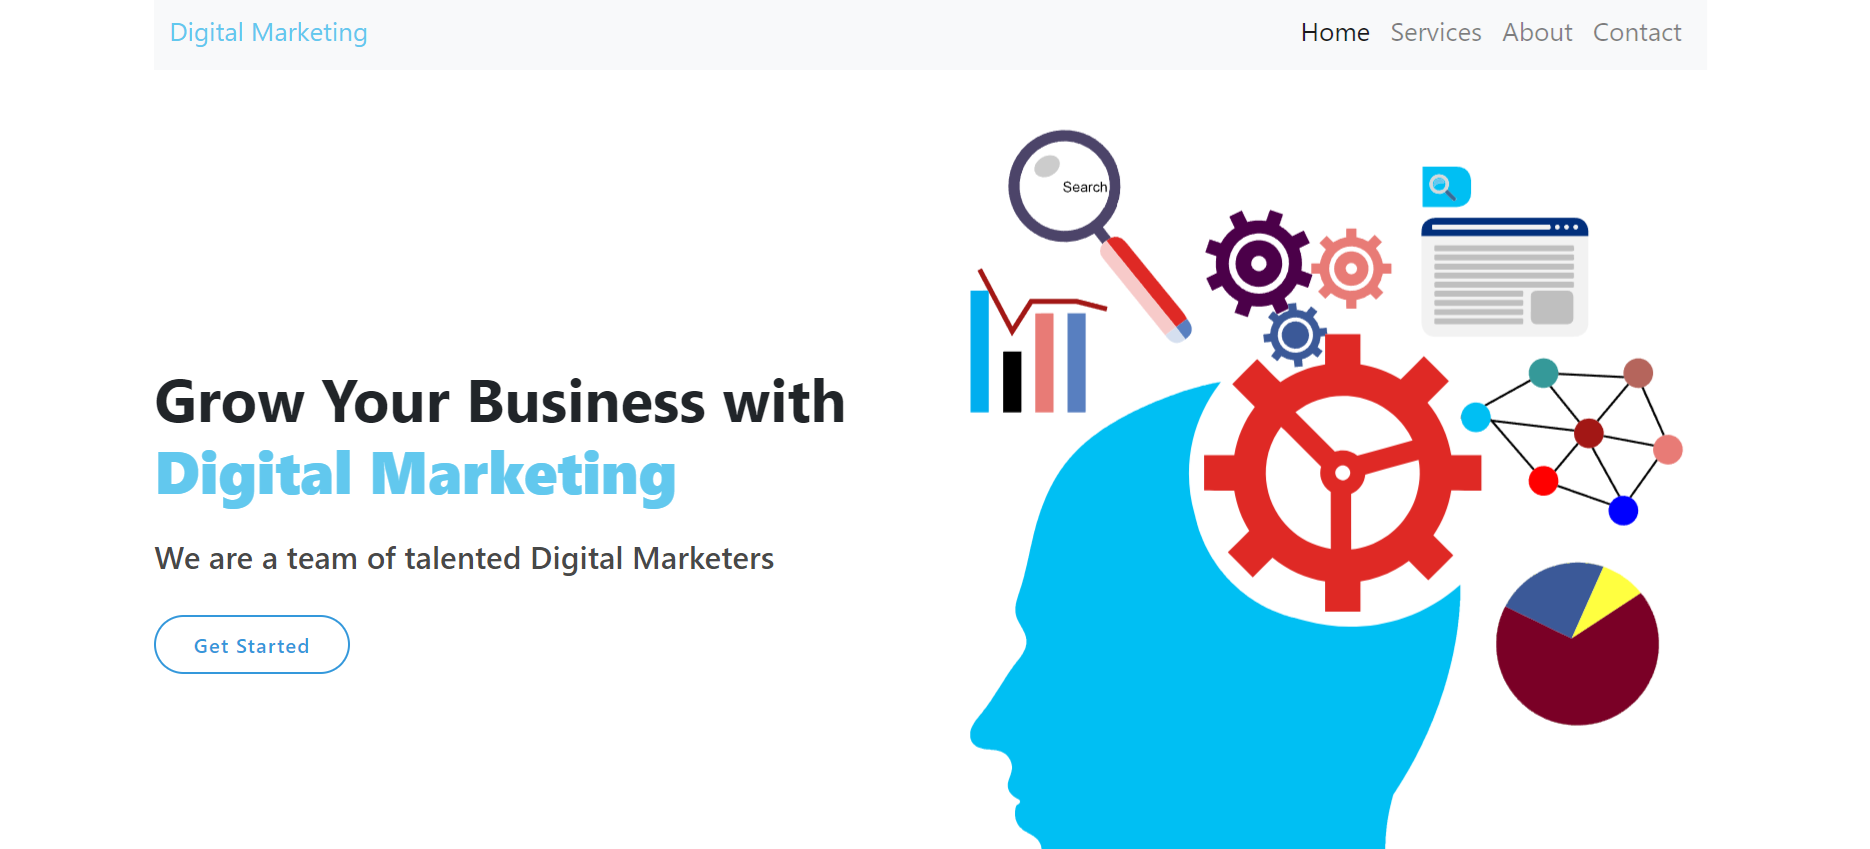 Digital Marketing
Home Services About Contact
Search
Grow Your Business with
Digital Marketing
We are a team of talented Digital Marketers
Get Started